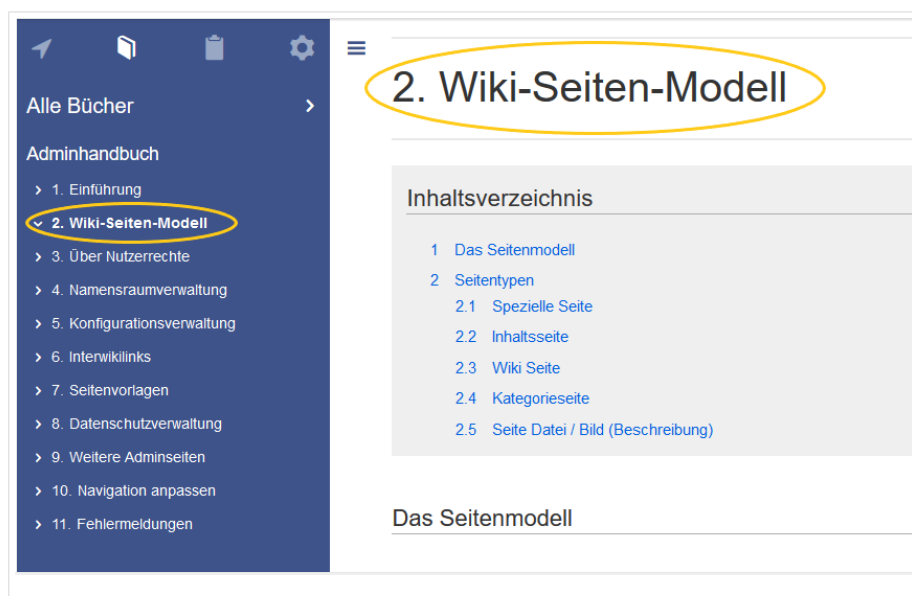 Alle Bücher
Adminhandbuch
1. Einführung
2. Wiki-Seiten-Modell
3. Über Nutzerrechte
4. Namensraumverwaltung
5. Konfigurationsverwaltung
6. Interwikilinks
7. Seitenvorlagen
8. Datenschutzverwaltung
9. Weitere Adminseiten
10. Navigation anpassen
11. Fehlermeldungen
2. Wiki-Seiten-Modell
Inhaltsverzeichnis
1 Das Seitenmodell
2 Seitentypen
2.1 Spezielle Seite
2.2 Inhaltsseite
2.3 Wiki Seite
2.4 Kategorieseite
2.5 Seite Datei / Bild (Beschreibung)
Das Seitenmodell